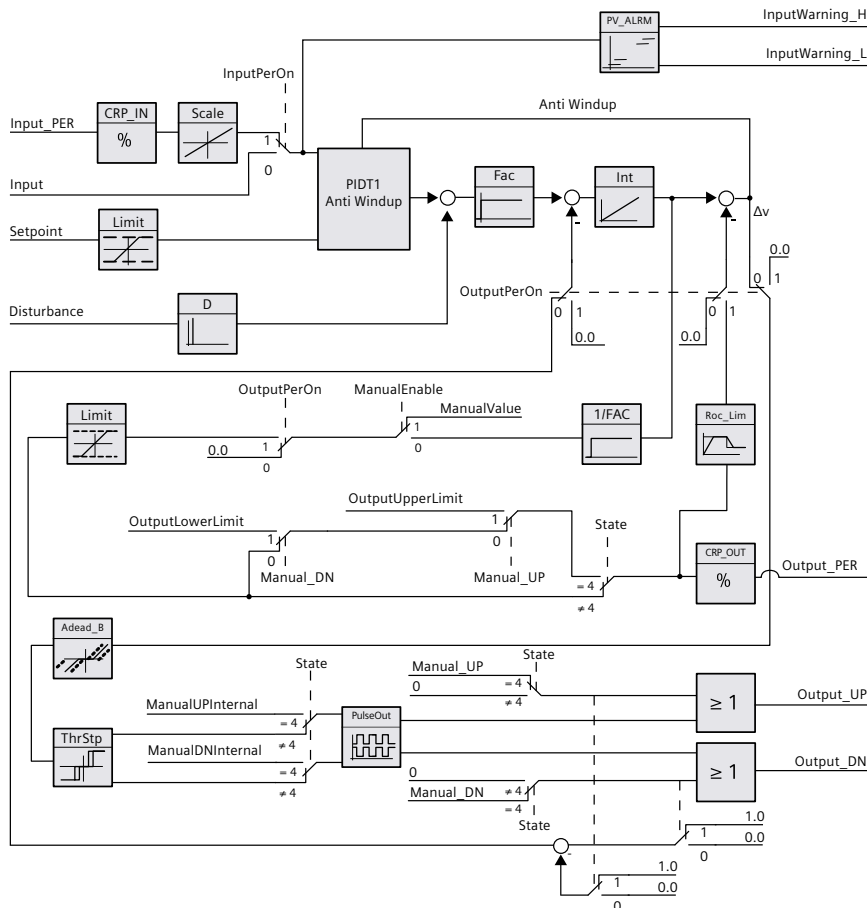 InputWarning_H
PV_ALRM
InputWarning_L
InputPerOn
Anti Windup
CRP_IN
Scale
Input_PER
%
1
0
Input
PIDT1
Anti Windup
Fac
Int
Limit
Setpoint
-
-
Δv
0.0
OutputPerOn
0 1
Disturbance
D
0 1
0.0
0 1
0.0
OutputPerOn
ManualEnable
Limit
ManualValue
1/FAC
Roc_Lim
0.0
1
0
1
0
OutputUpperLimit
OutputLowerLimit
1
0
1
0
State
Manual_DN
Manual_UP
= 4
≠ 4
CRP_OUT
%
Output_PER
Adead_B
State
Manual_UP
State
0
= 4
≠ 4
ManualUPInternal
= 4
≠ 4
PulseOut
≥ 1
Output_UP
ThrStp
ManualDNInternal
= 4
≠ 4
0
Manual_DN
≠ 4
= 4
State
≥ 1
Output_DN
-
1.0
1
0.0
0
1.0
1
0.0
0